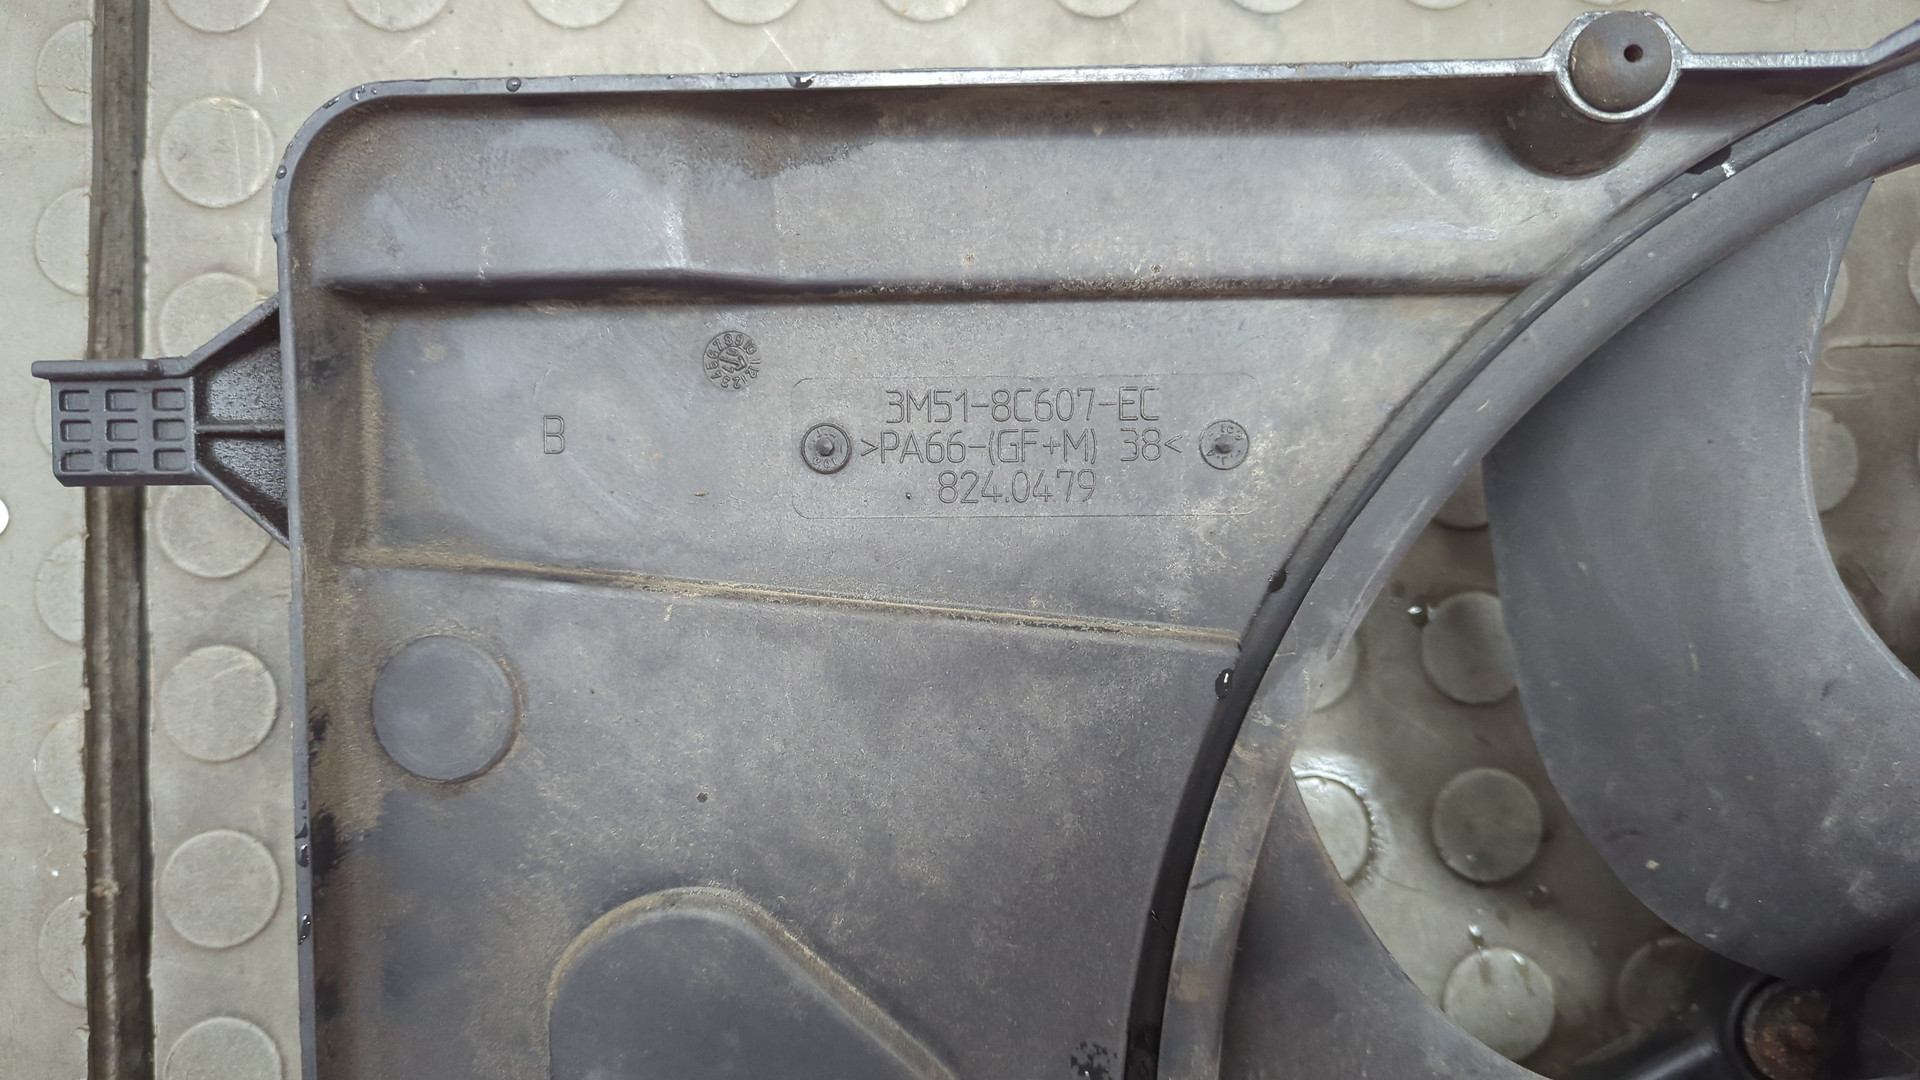 B
3M51-8C607-EC
>PA66-(GF+M) 38<
824.0479